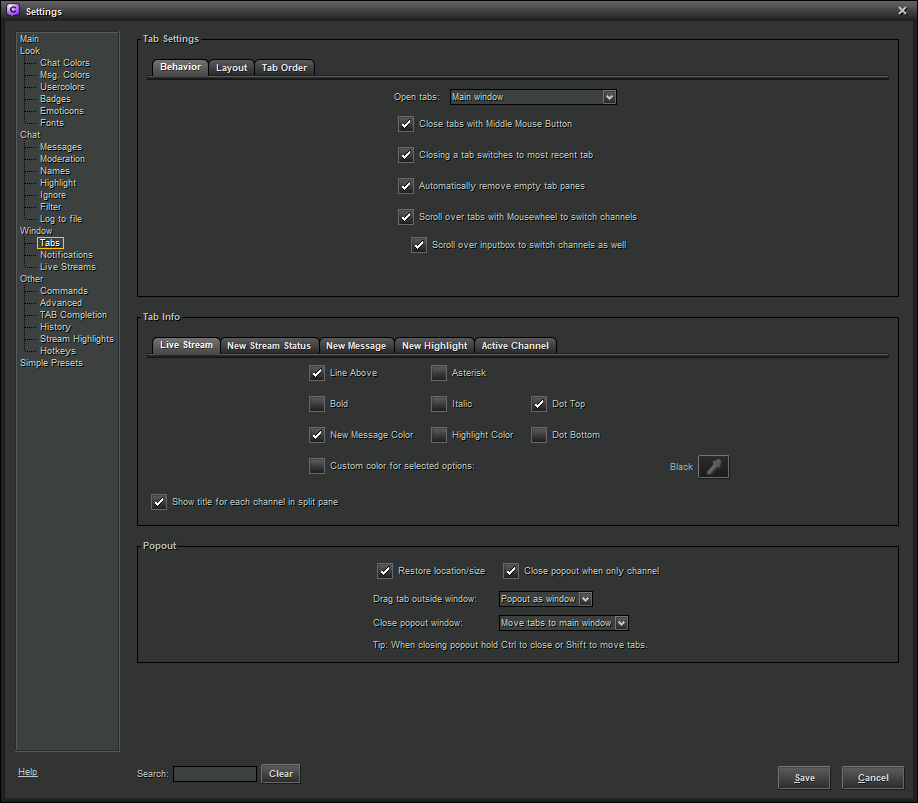 Settings
Main
Look
Chat Colors
Msg. Colors
Usercolors
Badges
Emoticons
Fonts
Chat
Messages
Moderation
Names
Highlight
Ignore
Filter
Log to file
Window
Tabs
Notifications
Live Streams
Other
Commands
Advanced
TAB Completion
History
Stream Highlights
Hotkeys
Simple Presets
Help
Tab Settings
Behavior Layout Tab Order
Open tabs: Main window
Close tabs with Middle Mouse Button
Closing a tab switches to most recent tab
Automatically remove empty tab panes
Scroll over tabs with Mousewheel to switch channels
Scroll over inputbox to switch channels as well
Tab Info
Live Stream New Stream Status New Message New Highlight Active Channel
Line Above Asterisk
Bold Italic Dot Top
New Message Color Highlight Color Dot Bottom
Custom color for selected options: Black
Show title for each channel in split pane
Popout
Restore location/size Close popout when only channel
Drag tab outside window: Popout as window
Close popout window: Move tabs to main window
Tip: When closing popout hold Ctrl to close or Shift to move tabs.
Search: Clear
Save Cancel